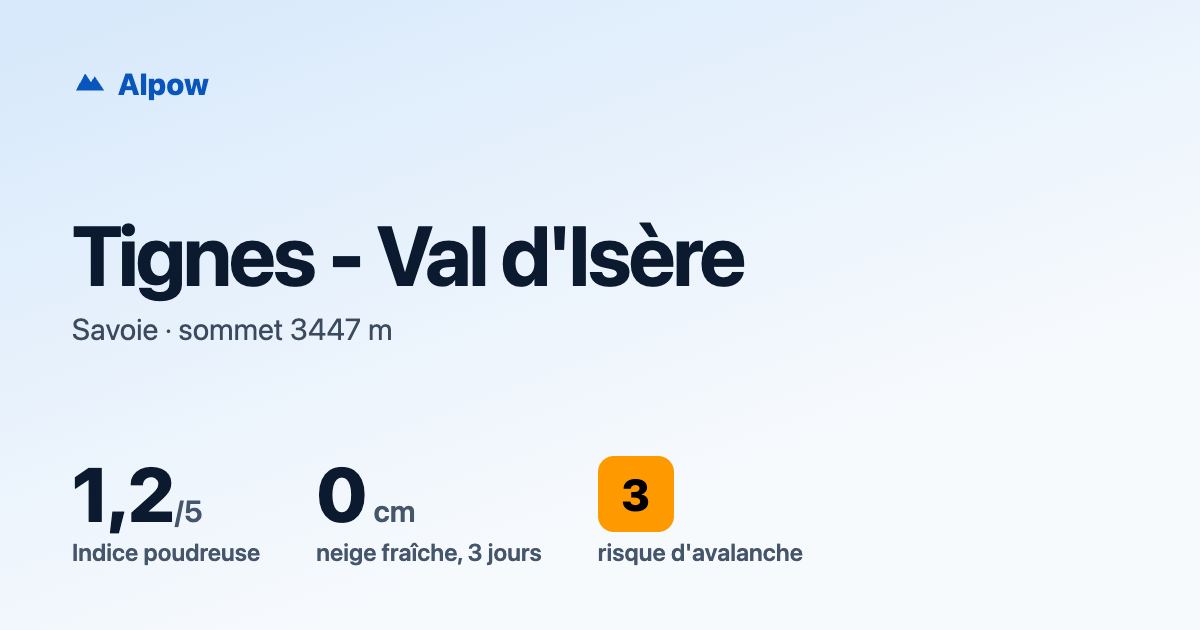 Alpow
Tignes - Val d'Isère
Savoie · sommet 3447 m
1,2/5
Indice poudreuse
0 cm
neige fraîche, 3 jours
3
risque d'avalanche